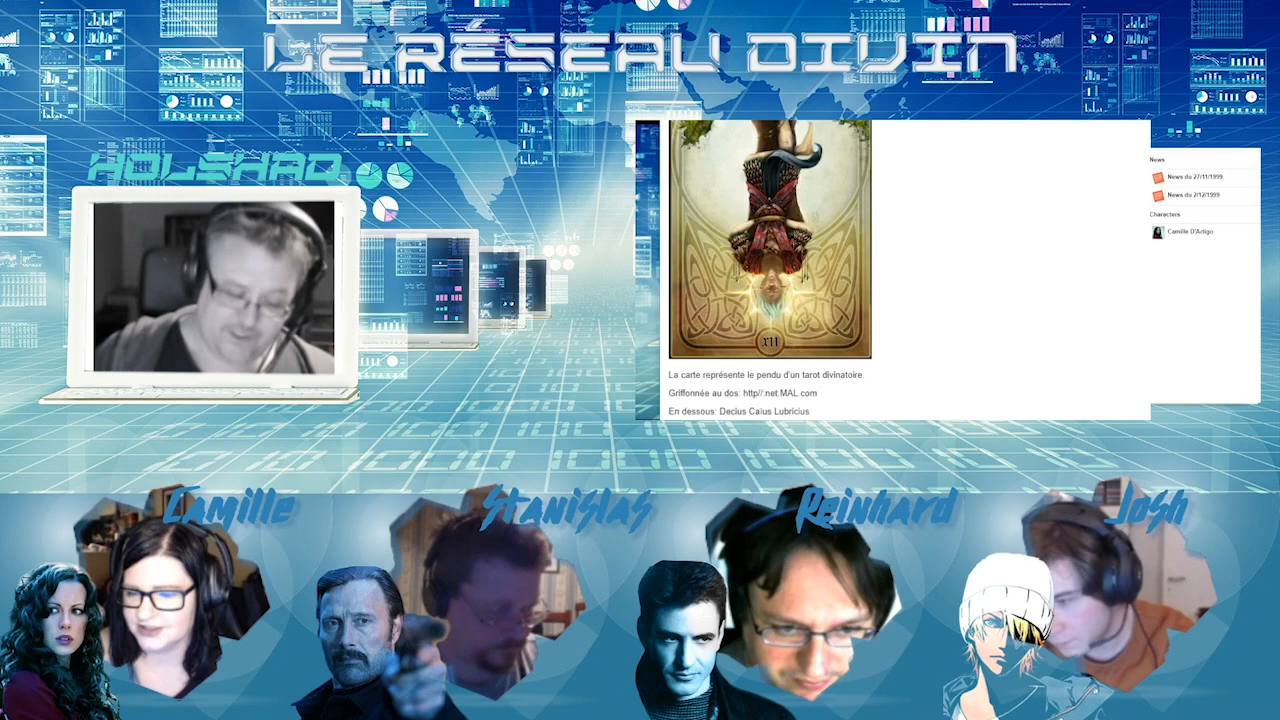 LE RÉSEAU DIVIN
XOLSHAD
XII
La carte représente le pendu d'un tarot divinatoire.
Griffonnée au dos: http//:net.MAL.com
En dessous: Decius Caius Lubricius
News
News du 27/11/1999
News du 2/12/1999
Characters
Camille D'Artigo
Camille
Stanislas
Reinhard
Josh